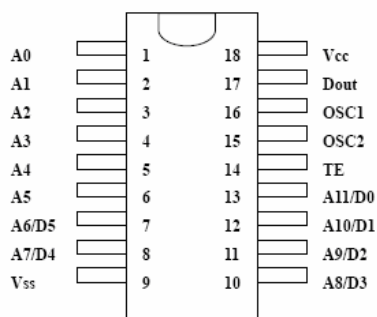 A0 1 18 Vcc
A1 2 17 Dout
A2 3 16 OSC1
A3 4 15 OSC2
A4 5 14 TE
A5 6 13 A11/D0
A6/D5 7 12 A10/D1
A7/D4 8 11 A9/D2
Vss 9 10 A8/D3